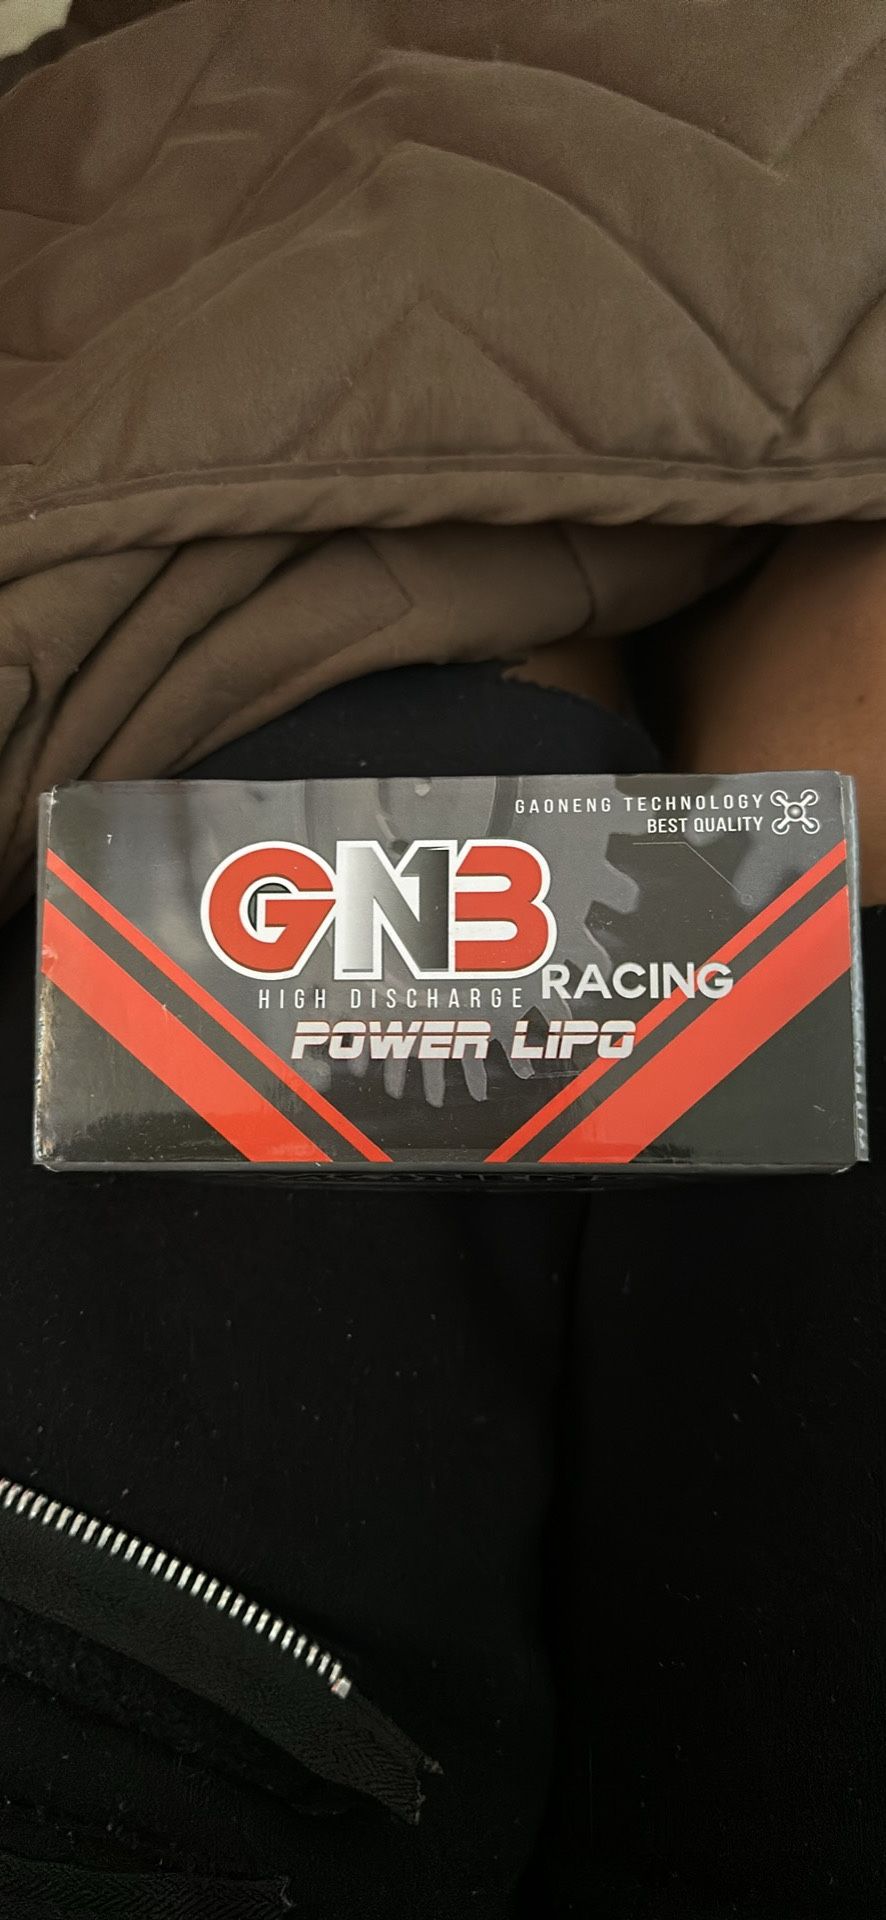 GAONENG TECHNOLOGY
BEST QUALITY
GNB
RACING
HIGH DISCHARGE
POWER LIPO